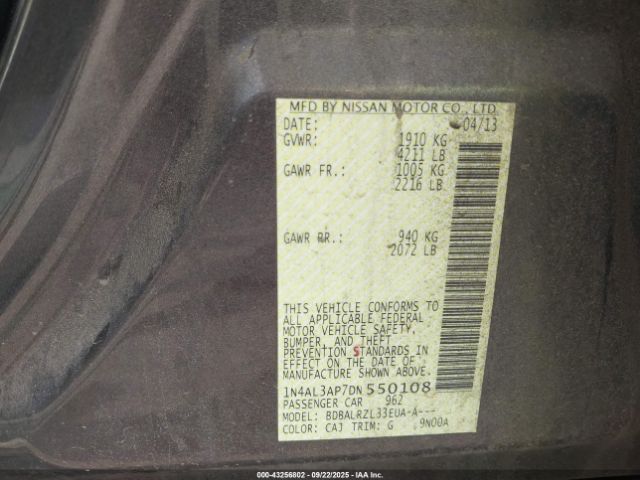 MFD BY NISSAN MOTOR CO., LTD.
DATE: 04/13
GVWR: 1910 KG
4211 LB
GAWR FR.: 1005 KG
2216 LB
GAWR RR.: 940 KG
2072 LB
THIS VEHICLE CONFORMS TO
ALL APPLICABLE FEDERAL
MOTOR VEHICLE SAFETY,
BUMPER, AND THEFT
PREVENTION STANDARDS IN
EFFECT ON THE DATE OF
MANUFACTURE SHOWN ABOVE.
1N4AL3AP7DN550108
PASSENGER CAR 962
MODEL: BDBALRZL33EUA-A---
COLOR: CAJ TRIM: G 9N00A
000-43256802 - 09/22/2025 - IAAI.COM